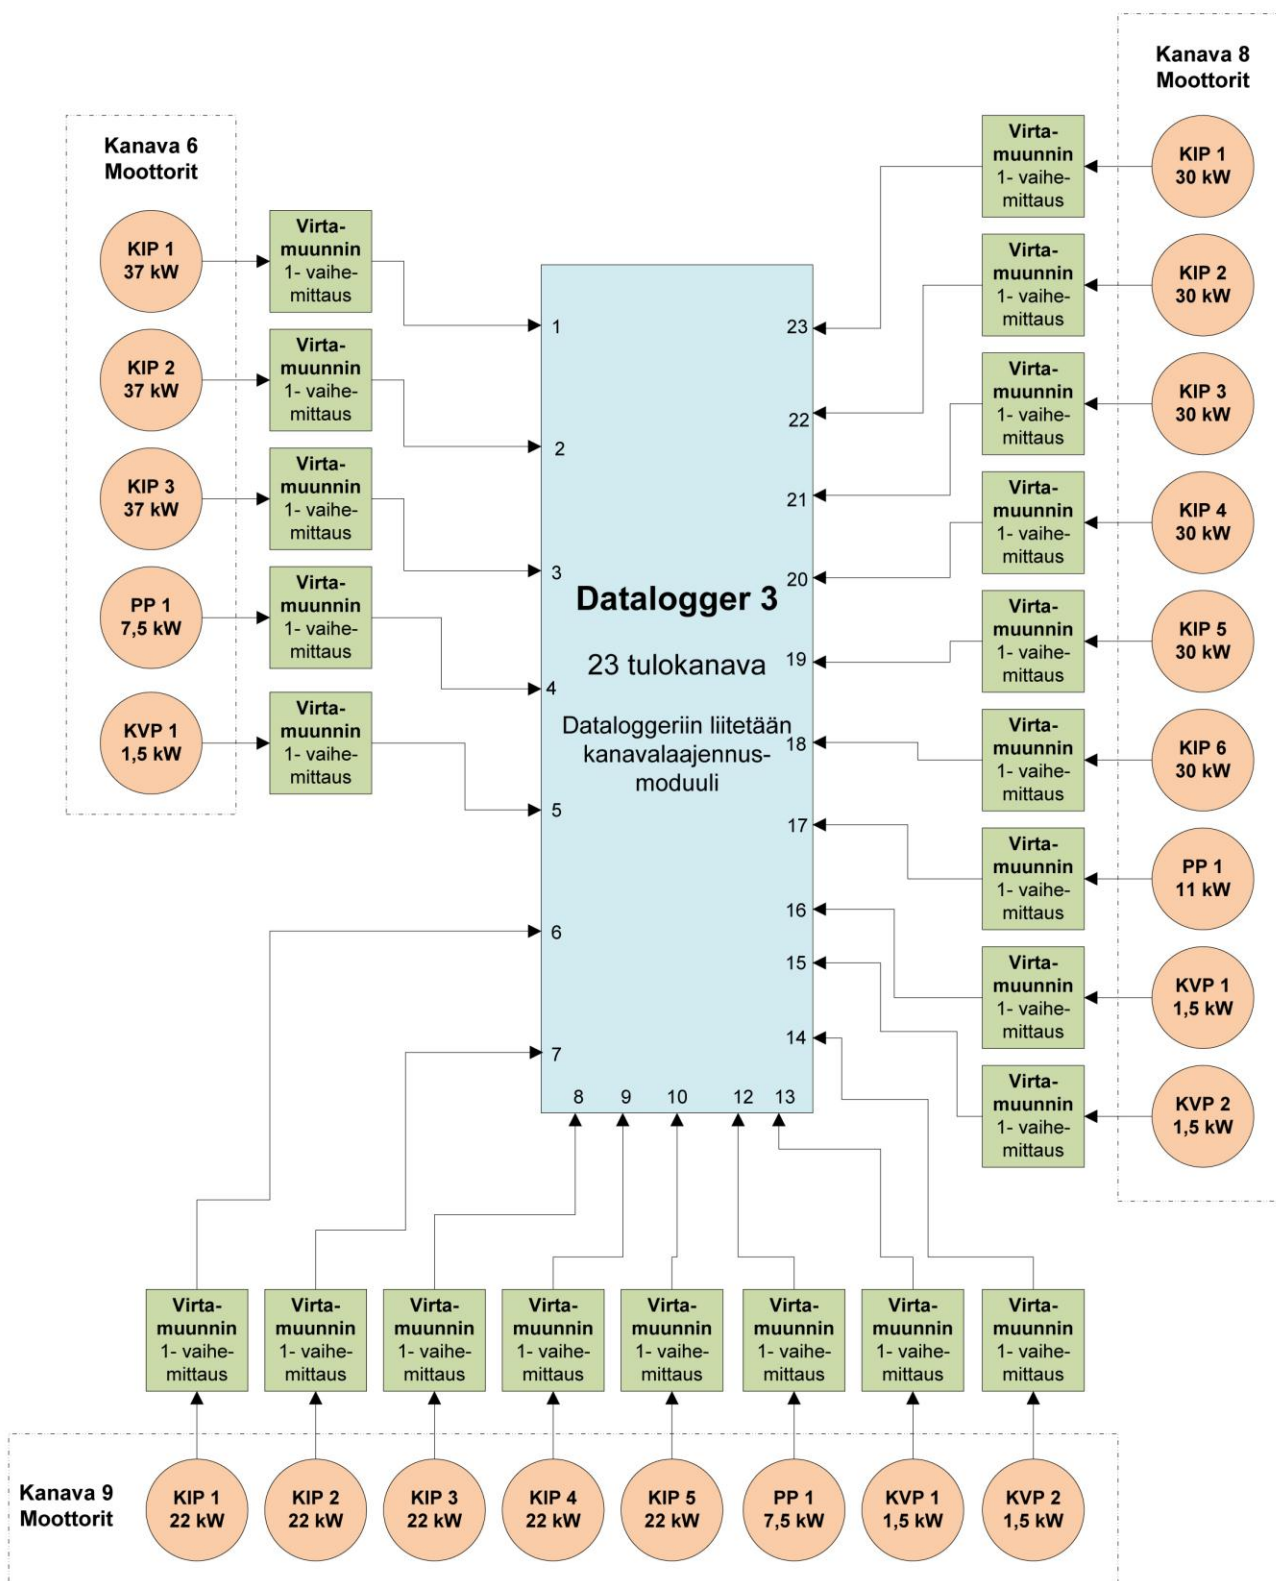 Kanava 6
Moottorit
KIP 1
37 kW
Virta-
muunnin
1- vaihe-
mittaus
KIP 2
37 kW
Virta-
muunnin
1- vaihe-
mittaus
KIP 3
37 kW
Virta-
muunnin
1- vaihe-
mittaus
PP 1
7,5 kW
Virta-
muunnin
1- vaihe-
mittaus
KVP 1
1,5 kW
Virta-
muunnin
1- vaihe-
mittaus
1
2
3
4
5
6
7
8
9
10
12
13
14
15
16
17
18
19
20
21
22
23
Datalogger 3
23 tulokanava
Dataloggeriin liitetään
kanavalaajennus-
moduuli
Kanava 8
Moottorit
Virta-
muunnin
1- vaihe-
mittaus
KIP 1
30 kW
Virta-
muunnin
1- vaihe-
mittaus
KIP 2
30 kW
Virta-
muunnin
1- vaihe-
mittaus
KIP 3
30 kW
Virta-
muunnin
1- vaihe-
mittaus
KIP 4
30 kW
Virta-
muunnin
1- vaihe-
mittaus
KIP 5
30 kW
Virta-
muunnin
1- vaihe-
mittaus
KIP 6
30 kW
Virta-
muunnin
1- vaihe-
mittaus
PP 1
11 kW
Virta-
muunnin
1- vaihe-
mittaus
KVP 1
1,5 kW
Virta-
muunnin
1- vaihe-
mittaus
KVP 2
1,5 kW
Virta-
muunnin
1- vaihe-
mittaus
Virta-
muunnin
1- vaihe-
mittaus
Virta-
muunnin
1- vaihe-
mittaus
Virta-
muunnin
1- vaihe-
mittaus
Virta-
muunnin
1- vaihe-
mittaus
Virta-
muunnin
1- vaihe-
mittaus
Virta-
muunnin
1- vaihe-
mittaus
Virta-
muunnin
1- vaihe-
mittaus
Kanava 9
Moottorit
KIP 1
22 kW
KIP 2
22 kW
KIP 3
22 kW
KIP 4
22 kW
KIP 5
22 kW
PP 1
7,5 kW
KVP 1
1,5 kW
KVP 2
1,5 kW